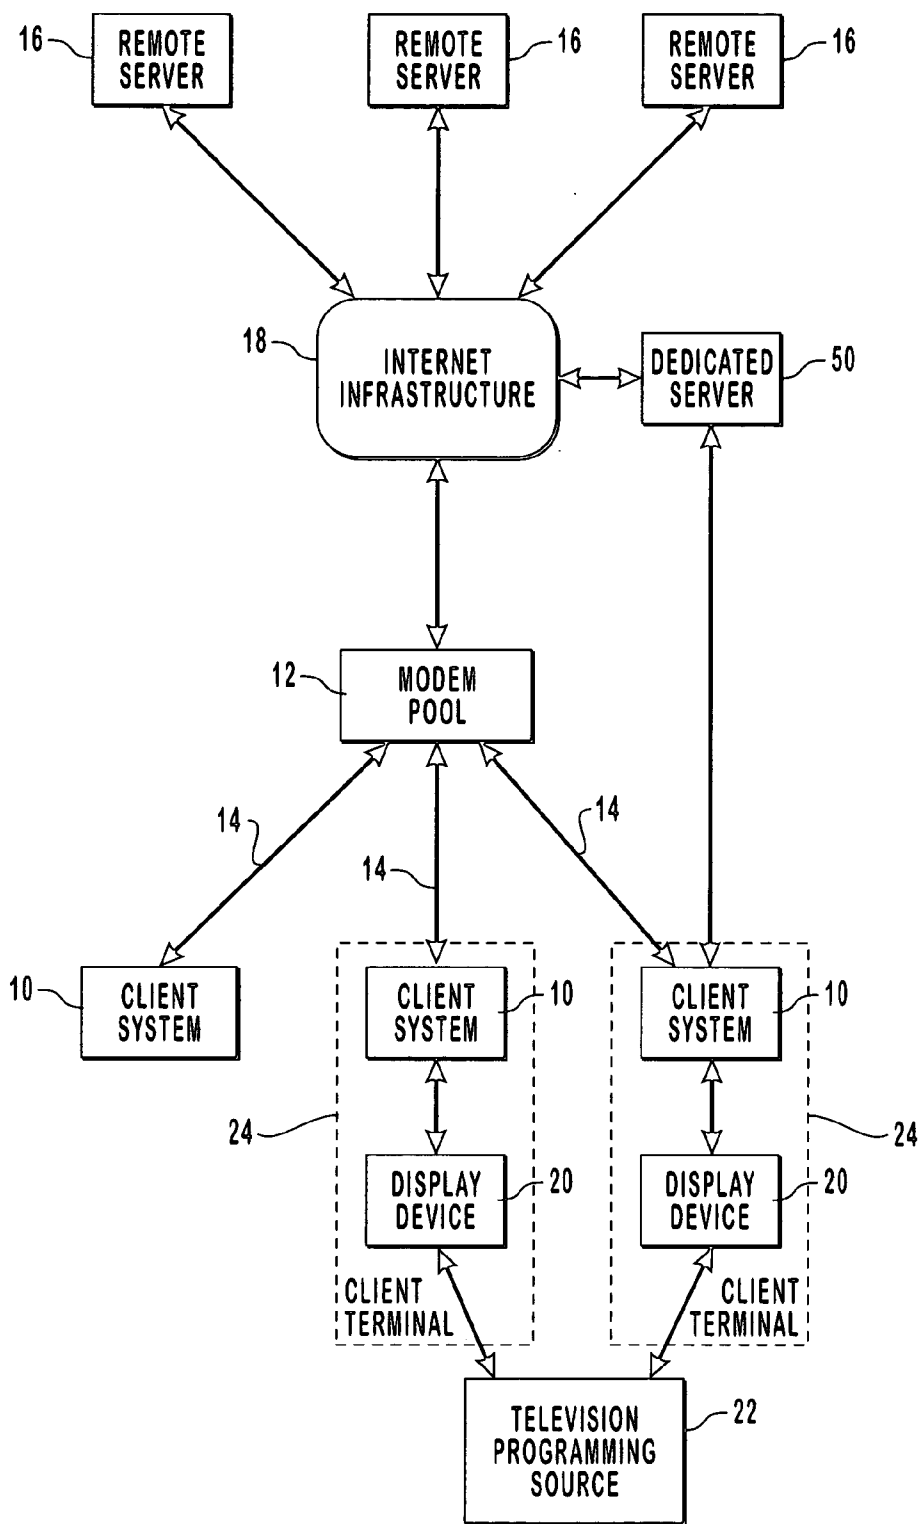 16
REMOTE
SERVER
REMOTE
SERVER
16
REMOTE
SERVER
16
18
INTERNET
INFRASTRUCTURE
DEDICATED
SERVER
50
12
MODEM
POOL
14
14
14
10
CLIENT
SYSTEM
CLIENT
SYSTEM
10
CLIENT
SYSTEM
10
24
24
DISPLAY
DEVICE
20
DISPLAY
DEVICE
20
CLIENT
TERMINAL
CLIENT
TERMINAL
TELEVISION
PROGRAMMING
SOURCE
22